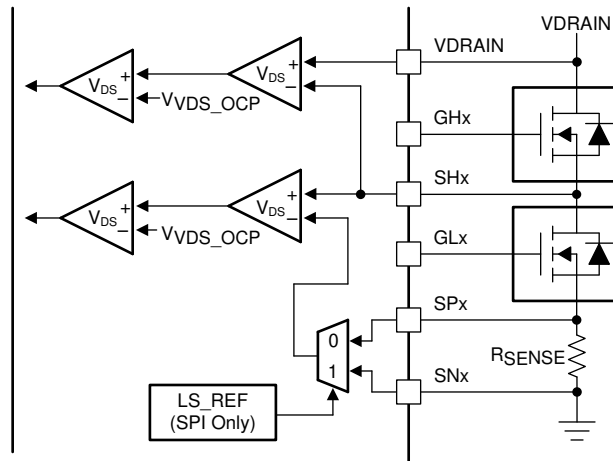 VDRAIN
VDRAIN
VDS
+
−
VVDS_OCP
VDS
+
−
GHx
SHx
VDS
+
−
VVDS_OCP
VDS
+
−
GLx
SPx
0
1
RSENSE
SNx
LS_REF
(SPI Only)